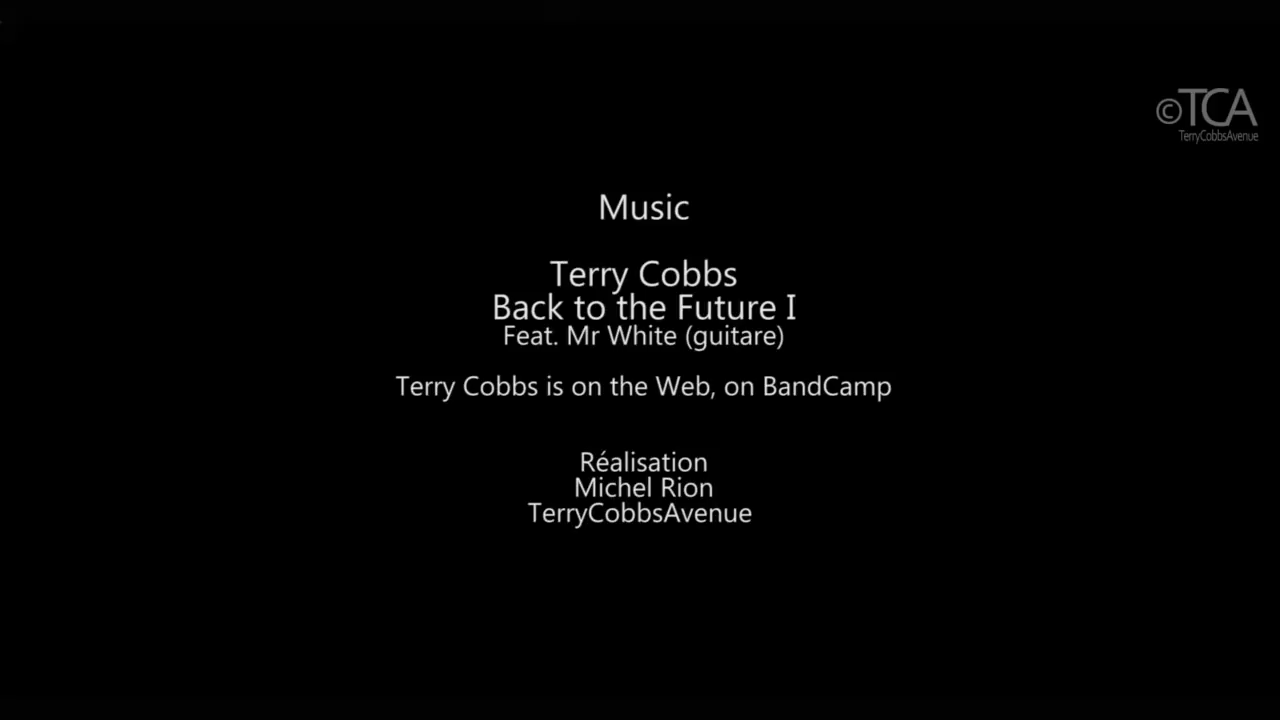 ©TCA
TerryCobbsAvenue
Music
Terry Cobbs
Back to the Future I
Feat. Mr White (guitare)
Terry Cobbs is on the Web, on BandCamp
Réalisation
Michel Rion
TerryCobbsAvenue